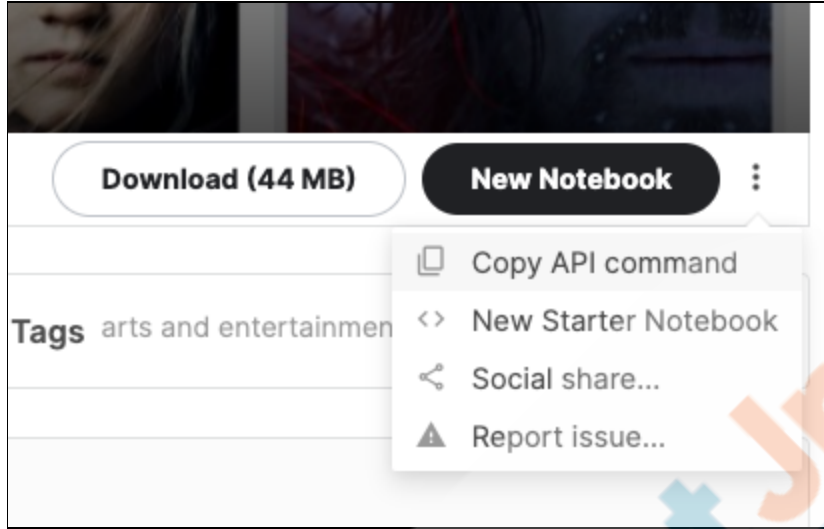 Download (44 MB) New Notebook
Copy API command
New Starter Notebook
Tags arts and entertainmen
Social share...
Report issue...